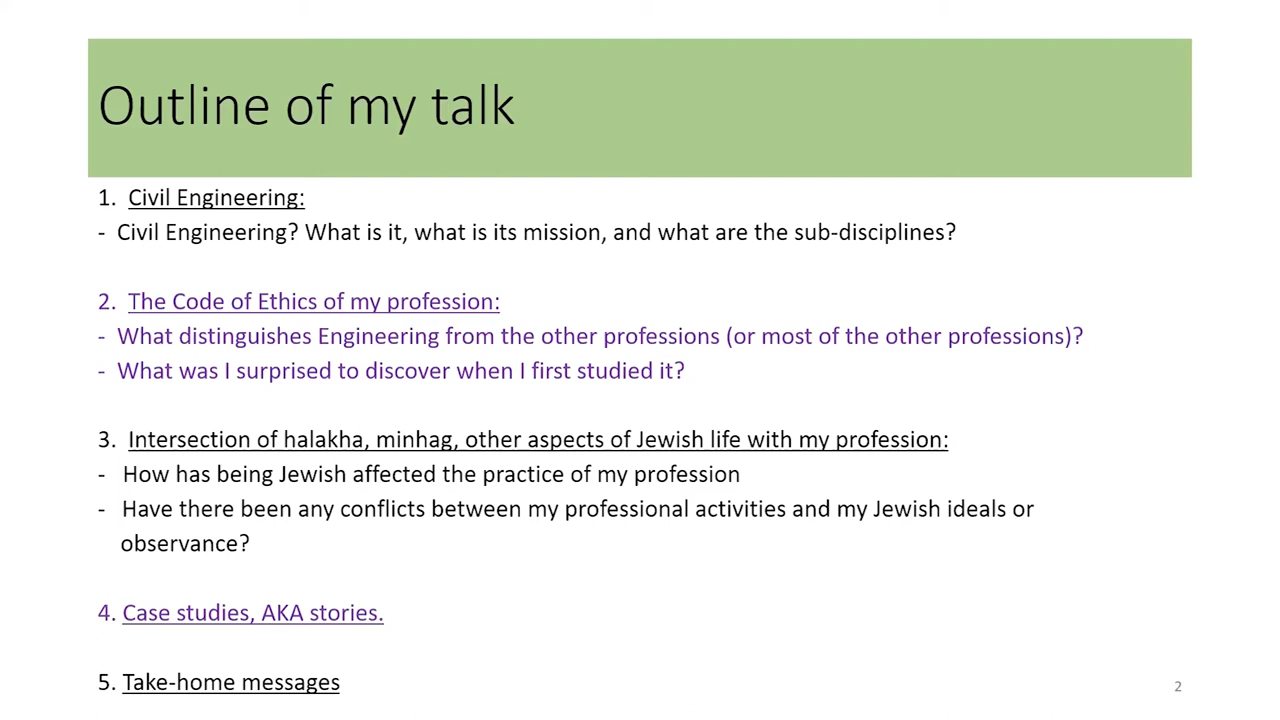 Outline of my talk
1. Civil Engineering:
- Civil Engineering? What is it, what is its mission, and what are the sub-disciplines?
2. The Code of Ethics of my profession:
- What distinguishes Engineering from the other professions (or most of the other professions)?
- What was I surprised to discover when I first studied it?
3. Intersection of halakha, minhag, other aspects of Jewish life with my profession:
- How has being Jewish affected the practice of my profession
- Have there been any conflicts between my professional activities and my Jewish ideals or
observance?
4. Case studies, AKA stories.
5. Take-home messages
2